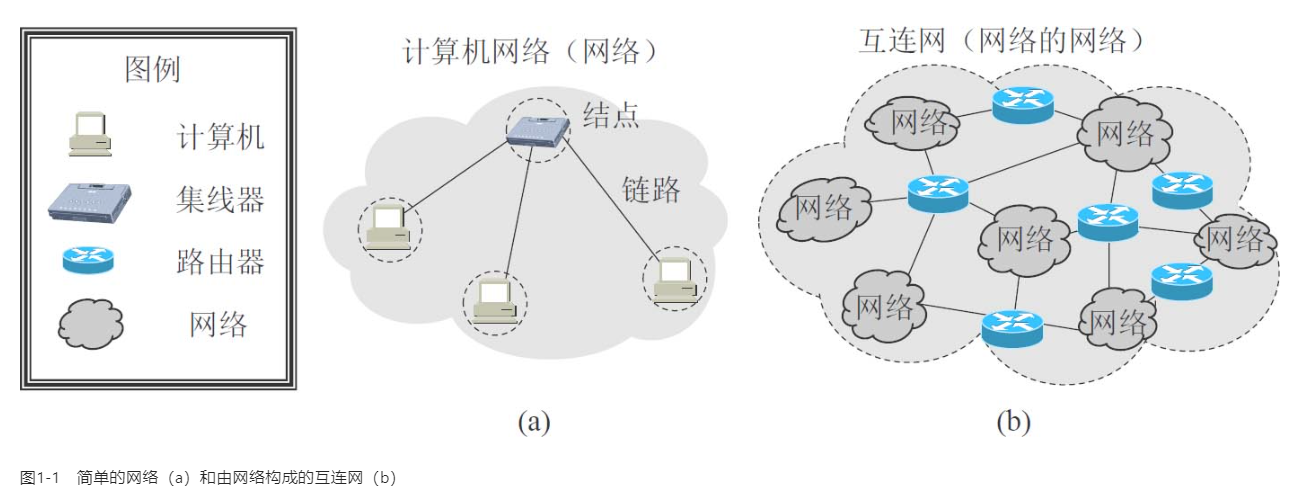 图例
计算机
集线器
路由器
网络
计算机网络（网络）
结点
链路
(a)
互连网（网络的网络）
网络
网络
网络
网络
网络
网络
网络
(b)
图1-1 简单的网络（a）和由网络构成的互连网（b）